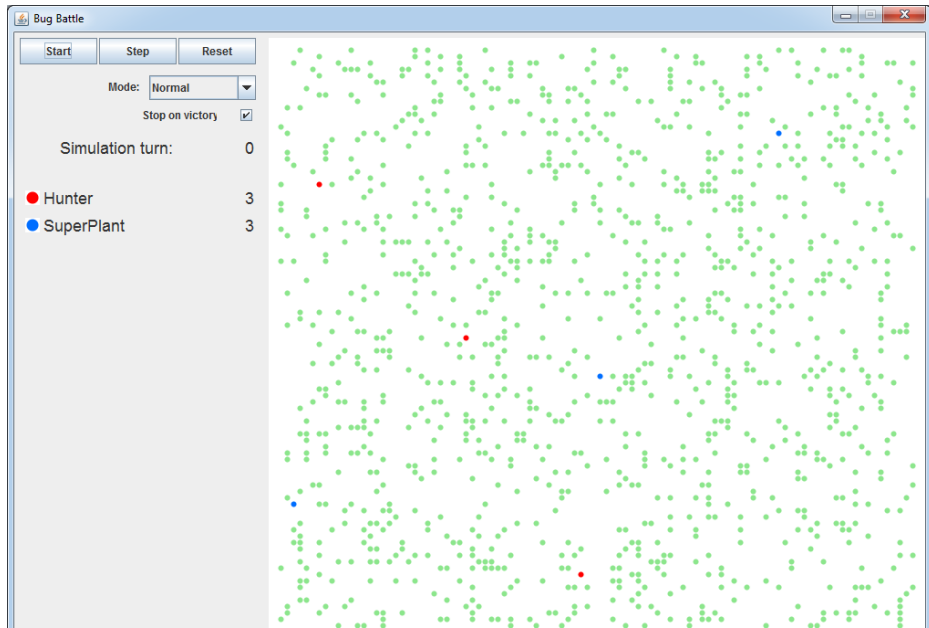 Bug Battle
Start Step Reset
Mode: Normal
Stop on victory
Simulation turn: 0
Hunter 3
SuperPlant 3